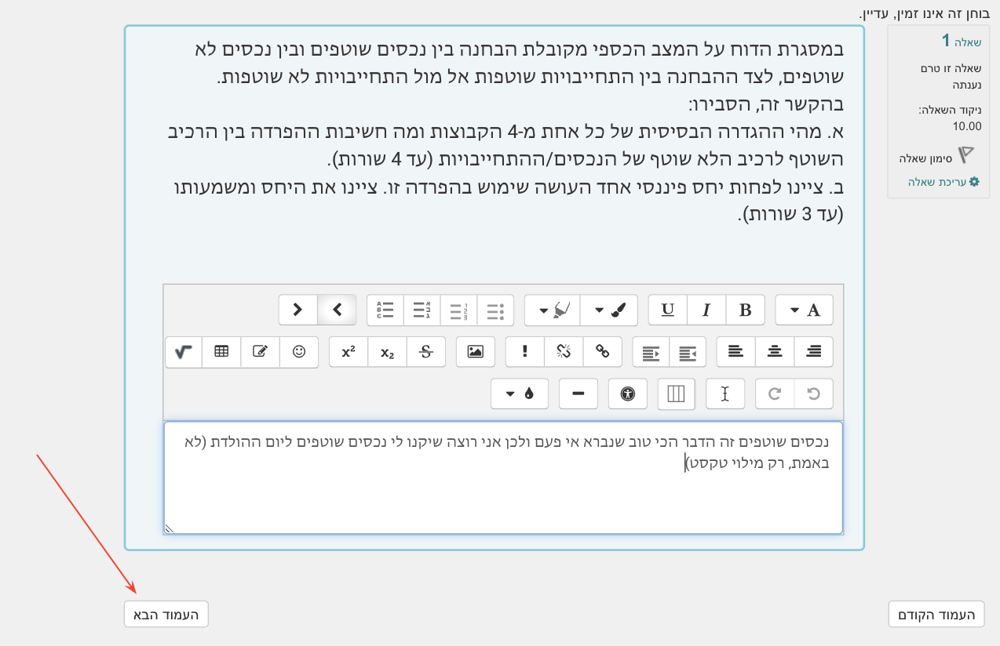 בוחן זה אינו זמין, עדיין.
שאלה 1
שאלה זו טרם
נענתה
ניקוד השאלה:
10.00
סימון שאלה
עריכת שאלה
במסגרת הדוח על המצב הכספי מקובלת הבחנה בין נכסים שוטפים ובין נכסים לא
שוטפים, לצד ההבחנה בין התחייבויות שוטפות אל מול התחייבויות לא שוטפות.
בהקשר זה, הסבירו:
א. מהי ההגדרה הבסיסית של כל אחת מ-4 הקבוצות ומה חשיבות ההפרדה בין הרכיב
השוטף לרכיב הלא שוטף של הנכסים/ההתחייבויות (עד 4 שורות).
ב. ציינו לפחות יחס פיננסי אחד העושה שימוש בהפרדה זו. ציינו את היחס ומשמעותו
(עד 3 שורות).
A B I U
x₂ x²
נכסים שוטפים זה הדבר הכי טוב שנברא אי פעם ולכן אני רוצה שיקנו לי נכסים שוטפים ליום ההולדת (לא
באמת, רק מילוי טקסט)
העמוד הקודם
העמוד הבא